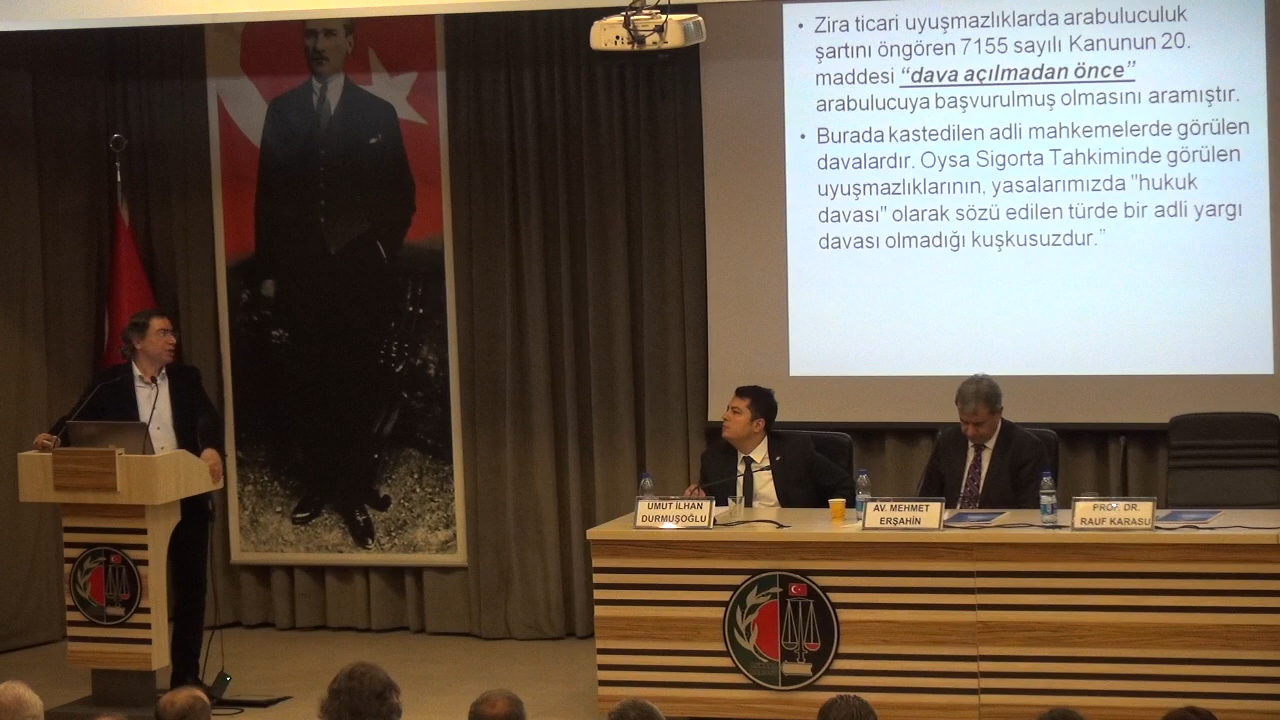 • Zira ticari uyuşmazlıklarda arabuluculuk
şartını öngören 7155 sayılı Kanunun 20.
maddesi “dava açılmadan önce”
arabulucuya başvurulmuş olmasını aramıştır.
• Burada kastedilen adli mahkemelerde görülen
davalardır. Oysa Sigorta Tahkiminde görülen
uyuşmazlıklarının, yasalarımızda "hukuk
davası" olarak sözü edilen türde bir adli yargı
davası olmadığı kuşkusuzdur.”
UMUT İLHAN
DURMUŞOĞLU
AV. MEHMET
ERŞAHİN
PROF. DR.
RAUF KARASU